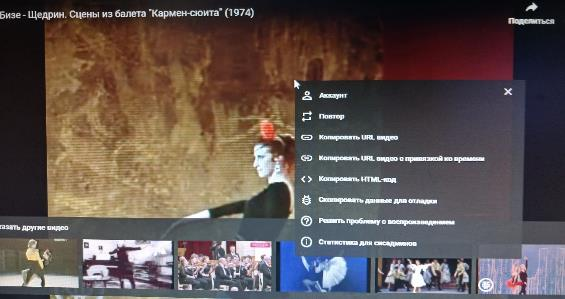 Бизе - Щедрин. Сцены из балета "Кармен-сюита" (1974)
Поделиться
Аккаунт
Повтор
Копировать URL видео
Копировать URL видео с привязкой ко времени
Копировать HTML-код
Скопировать данные для отладки
Решить проблему с воспроизведением
Статистика для сисадминов
казать другие видео